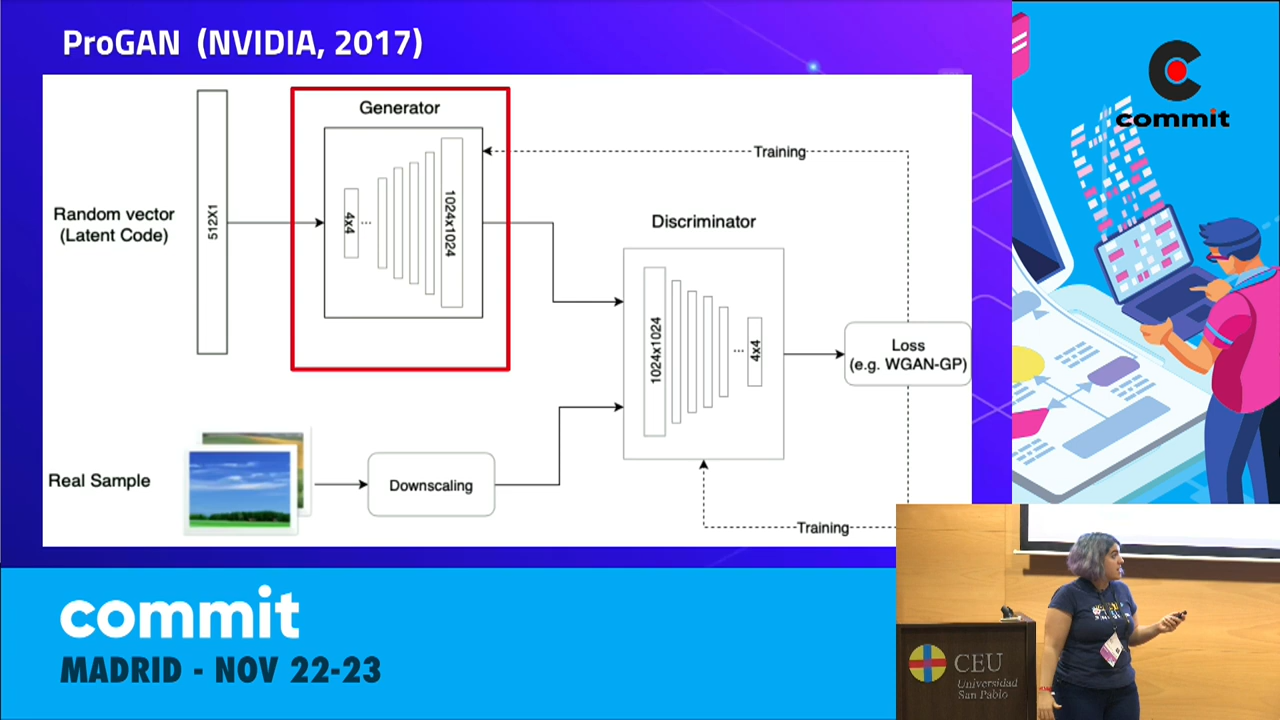 ProGAN (NVIDIA, 2017)
Generator
4x4
...
1024x1024
Training
Random vector
(Latent Code)
512X1
Discriminator
1024x1024
...
4x4
Loss
(e.g. WGAN-GP)
Real Sample
Downscaling
Training
commit
commit
MADRID - NOV 22-23
CEU
Universidad
San Pablo